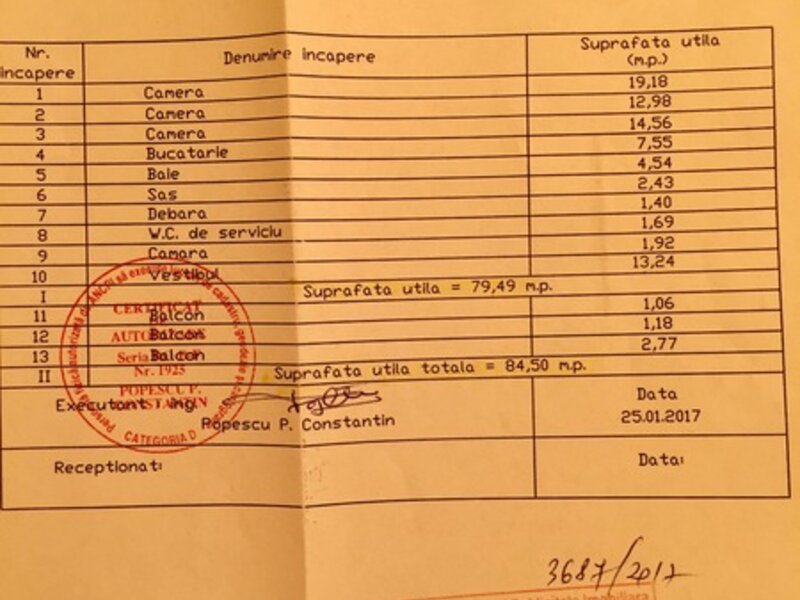 Nr. incapere Denumire incapere Suprafata utila (m.p.)
1 Camera 19,18
2 Camera 12,98
3 Camera 14,56
4 Bucatarie 7,55
5 Baie 4,54
6 Sas 2,43
7 Debara 1,40
8 W.C. de serviciu 1,69
9 Camara 1,92
10 Vestibul 13,24
I Suprafata utila = 79,49 m.p.
11 Balcon 1,06
12 Balcon 1,18
13 Balcon 2,77
II Suprafata utila totala = 84,50 m.p.
Executant ing. Data
Popescu P. Constantin 25.01.2017
Receptionat: Data:
CERTIFICAT
Seria
Nr. 1925
POPESCU P.
CONSTANTIN
CATEGORIA D
3687/2017
Imobiliara